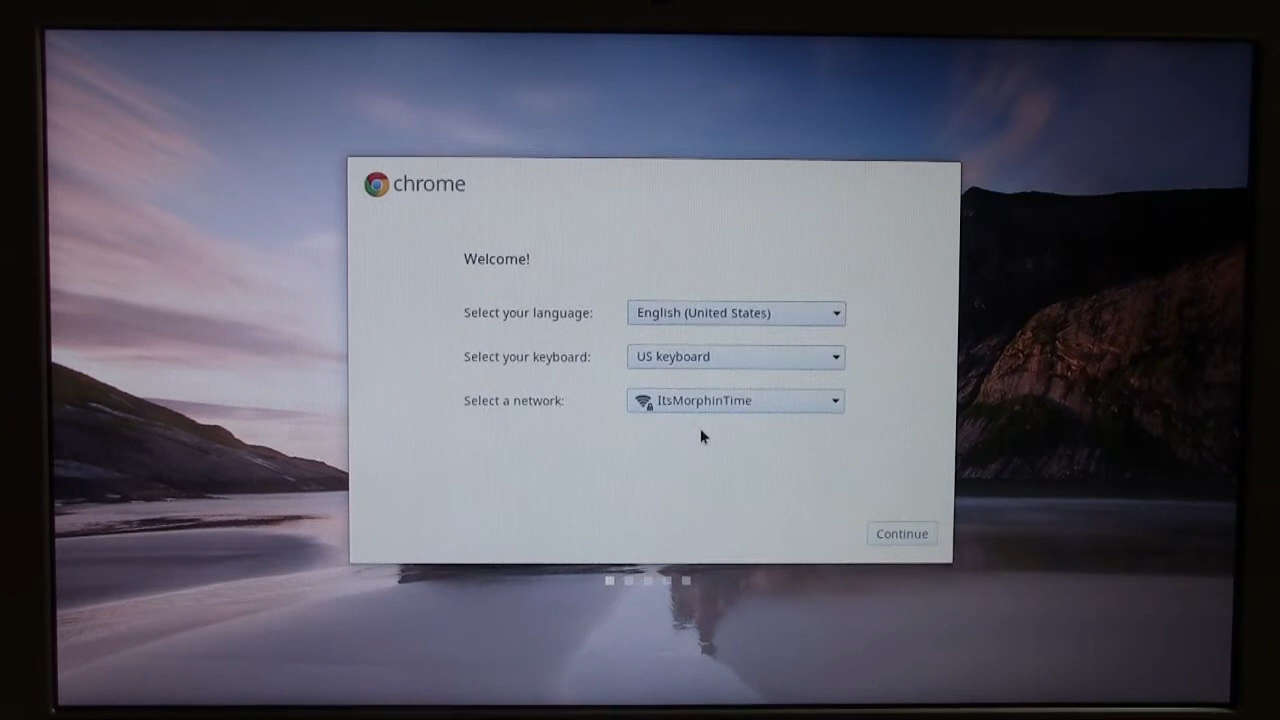 chrome
Welcome!
Select your language: English (United States)
Select your keyboard: US keyboard
Select a network: ItsMorphinTime
Continue